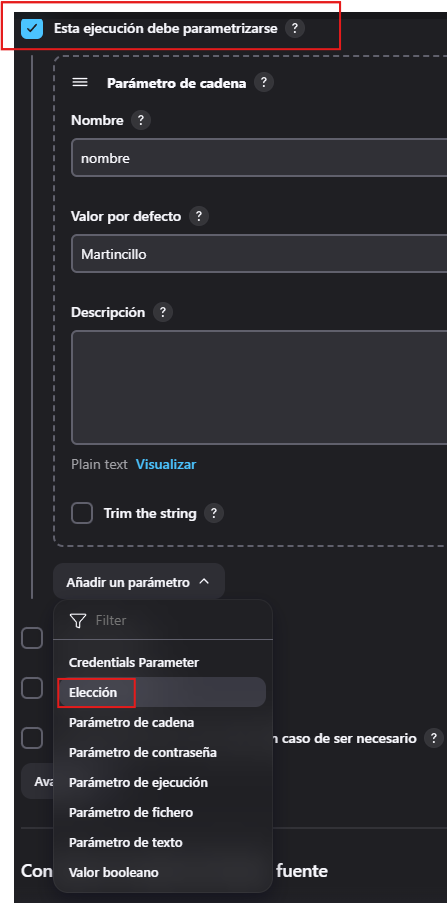 Esta ejecución debe parametrizarse ?
Parámetro de cadena ?
Nombre ?
nombre
Valor por defecto ?
Martincillo
Descripción ?
Plain text Visualizar
Trim the string ?
Añadir un parámetro
Filter
Credentials Parameter
Elección
Parámetro de cadena
caso de ser necesario ?
Parámetro de contraseña
Parámetro de ejecución
Parámetro de fichero
Parámetro de texto
Valor booleano
fuente